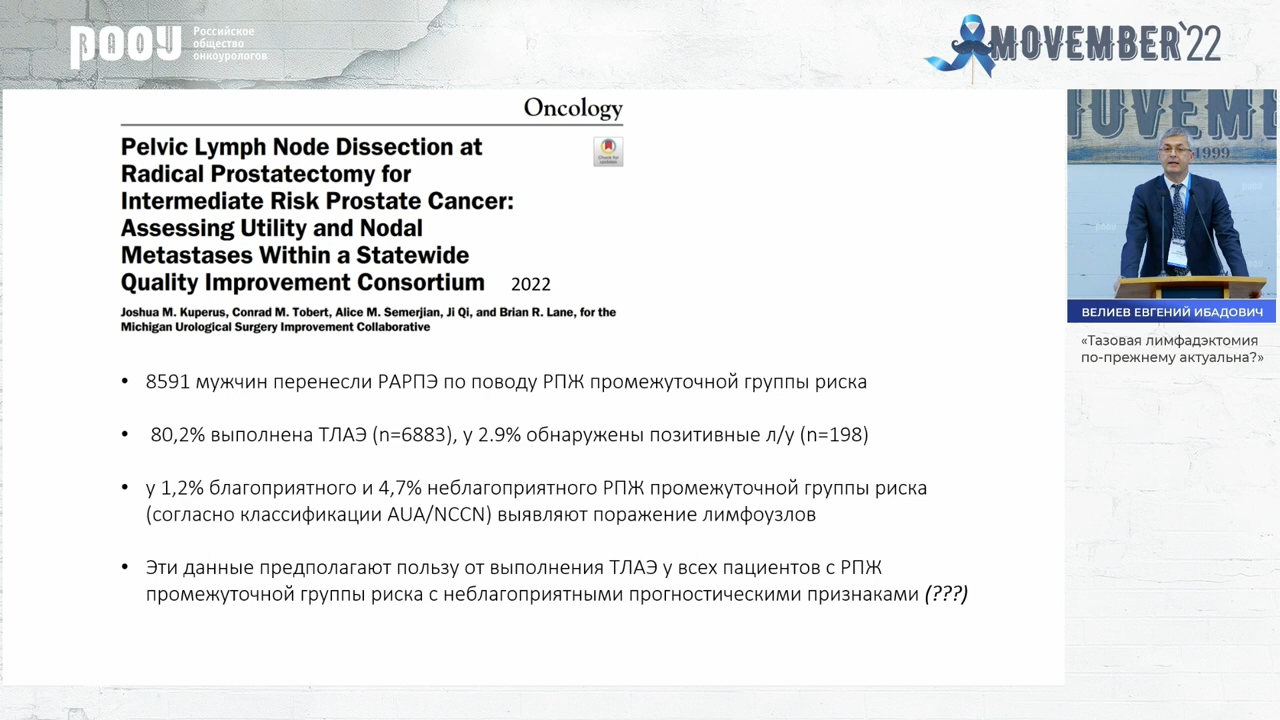 РООУ
Российское
общество
онкоурологов
MOVEMBER'22
Oncology
Pelvic Lymph Node Dissection at
Radical Prostatectomy for
Intermediate Risk Prostate Cancer:
Assessing Utility and Nodal
Metastases Within a Statewide
Quality Improvement Consortium 2022
Check for
updates
Joshua M. Kuperus, Conrad M. Tobert, Alice M. Semerjian, Ji Qi, and Brian R. Lane, for the
Michigan Urological Surgery Improvement Collaborative
• 8591 мужчин перенесли РАРПЭ по поводу РПЖ промежуточной группы риска
• 80,2% выполнена ТЛАЭ (n=6883), у 2.9% обнаружены позитивные л/у (n=198)
• у 1,2% благоприятного и 4,7% неблагоприятного РПЖ промежуточной группы риска
(согласно классификации AUA/NCCN) выявляют поражение лимфоузлов
• Эти данные предполагают пользу от выполнения ТЛАЭ у всех пациентов с РПЖ
промежуточной группы риска с неблагоприятными прогностическими признаками (???)
MOVEM
1999
ВЕЛИЕВ ЕВГЕНИЙ ИБАДОВИЧ
«Тазовая лимфадэктомия
по-прежнему актуальна?»